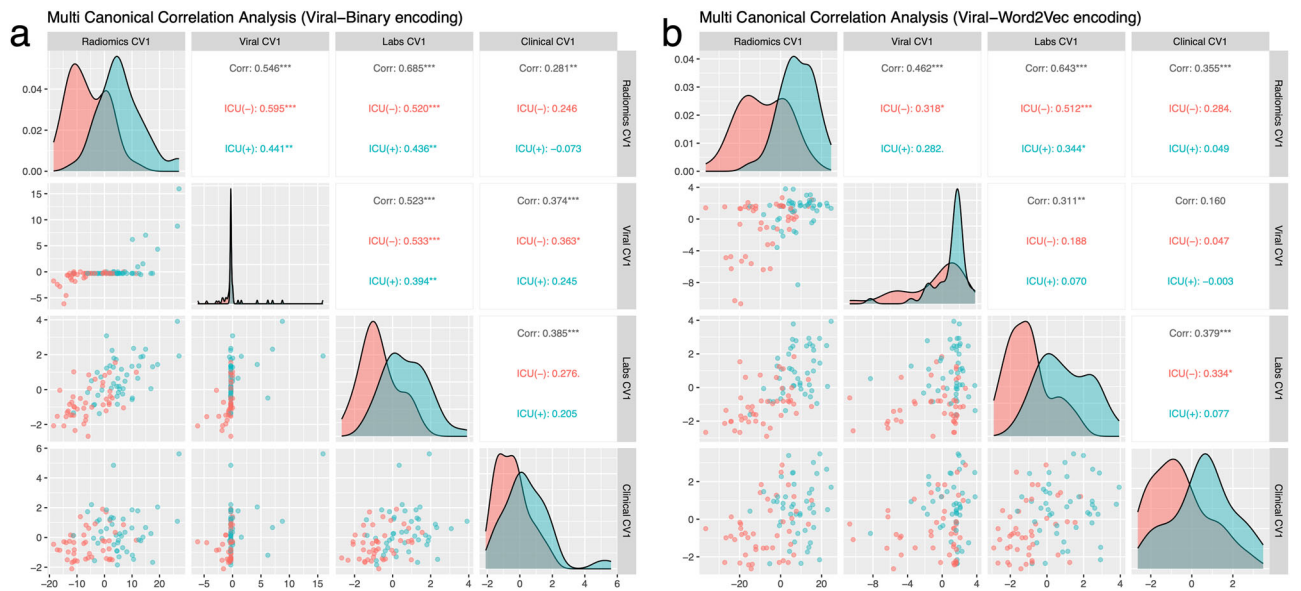 a
Multi Canonical Correlation Analysis (Viral−Binary encoding)
Radiomics CV1
Viral CV1
Labs CV1
Clinical CV1
0.04
0.02
0.00
Corr: 0.546***
ICU(−): 0.595***
ICU(+): 0.441**
Corr: 0.685***
ICU(−): 0.520***
ICU(+): 0.436**
Corr: 0.281**
ICU(−): 0.246
ICU(+): −0.073
Radiomics CV1
15
10
5
0
−5
Corr: 0.523***
ICU(−): 0.533***
ICU(+): 0.394**
Corr: 0.374***
ICU(−): 0.363*
ICU(+): 0.245
Viral CV1
4
2
0
−2
Corr: 0.385***
ICU(−): 0.276.
ICU(+): 0.205
Labs CV1
6
4
2
0
−2
Clinical CV1
−20 −10 0 10 20
−5 0 5 10 15
−2 0 2 4
−2 0 2 4 6
b
Multi Canonical Correlation Analysis (Viral−Word2Vec encoding)
Radiomics CV1
Viral CV1
Labs CV1
Clinical CV1
0.04
0.03
0.02
0.01
0.00
Corr: 0.462***
ICU(−): 0.318*
ICU(+): 0.282.
Corr: 0.643***
ICU(−): 0.512***
ICU(+): 0.344*
Corr: 0.355***
ICU(−): 0.284.
ICU(+): 0.049
Radiomics CV1
4
0
−4
−8
Corr: 0.311**
ICU(−): 0.188
ICU(+): 0.070
Corr: 0.160
ICU(−): 0.047
ICU(+): −0.003
Viral CV1
4
2
0
−2
Corr: 0.379***
ICU(−): 0.334*
ICU(+): 0.077
Labs CV1
2
0
−2
Clinical CV1
−20 0 20
−8 −4 0 4
−2 0 2 4
−2 0 2